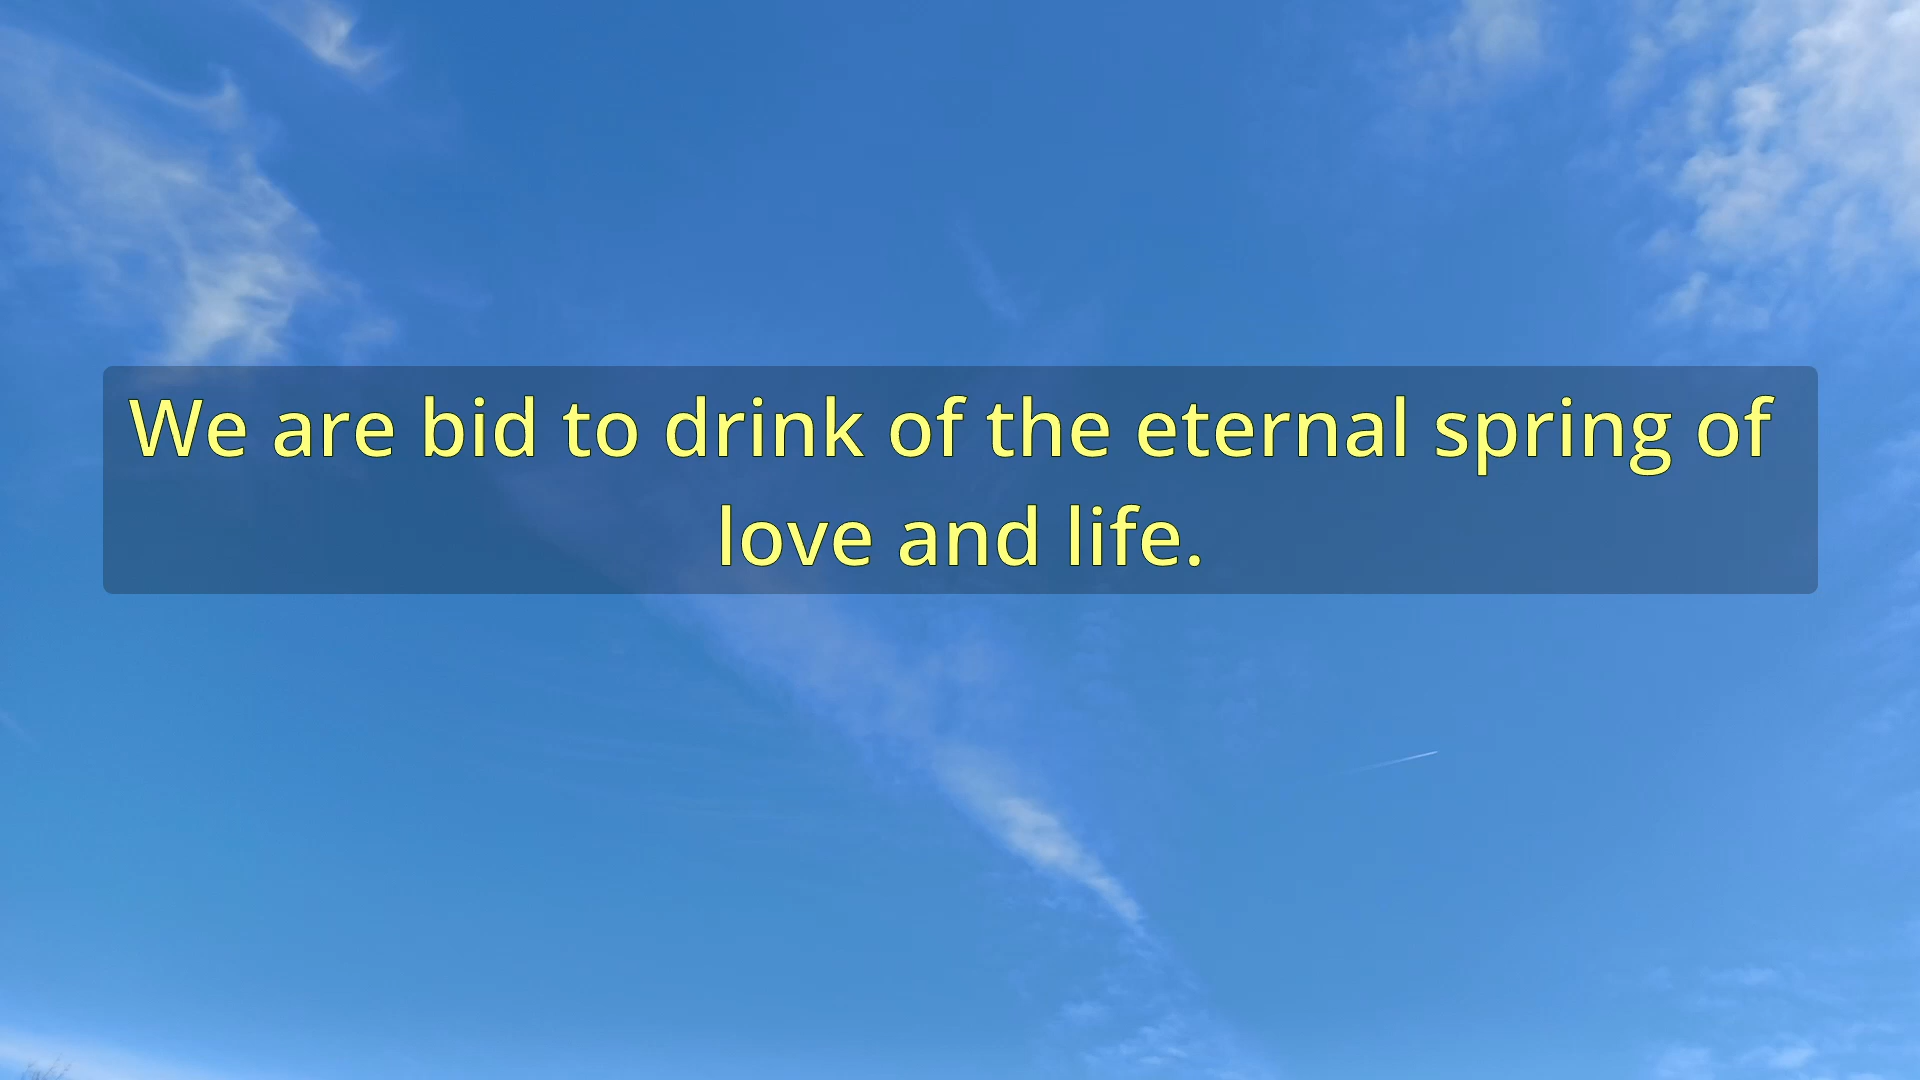 We are bid to drink of the eternal spring of
love and life.